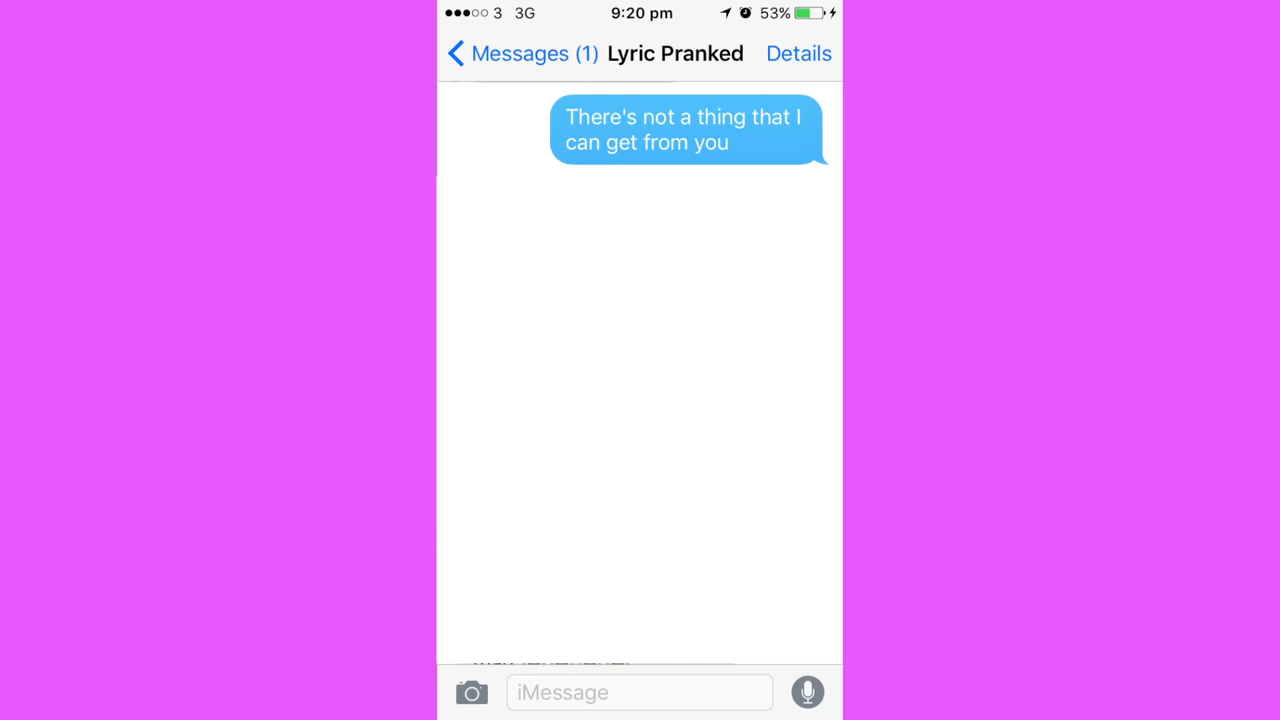 3 3G 9:20 pm 53%
Messages (1) Lyric Pranked Details
There's not a thing that I
can get from you
iMessage